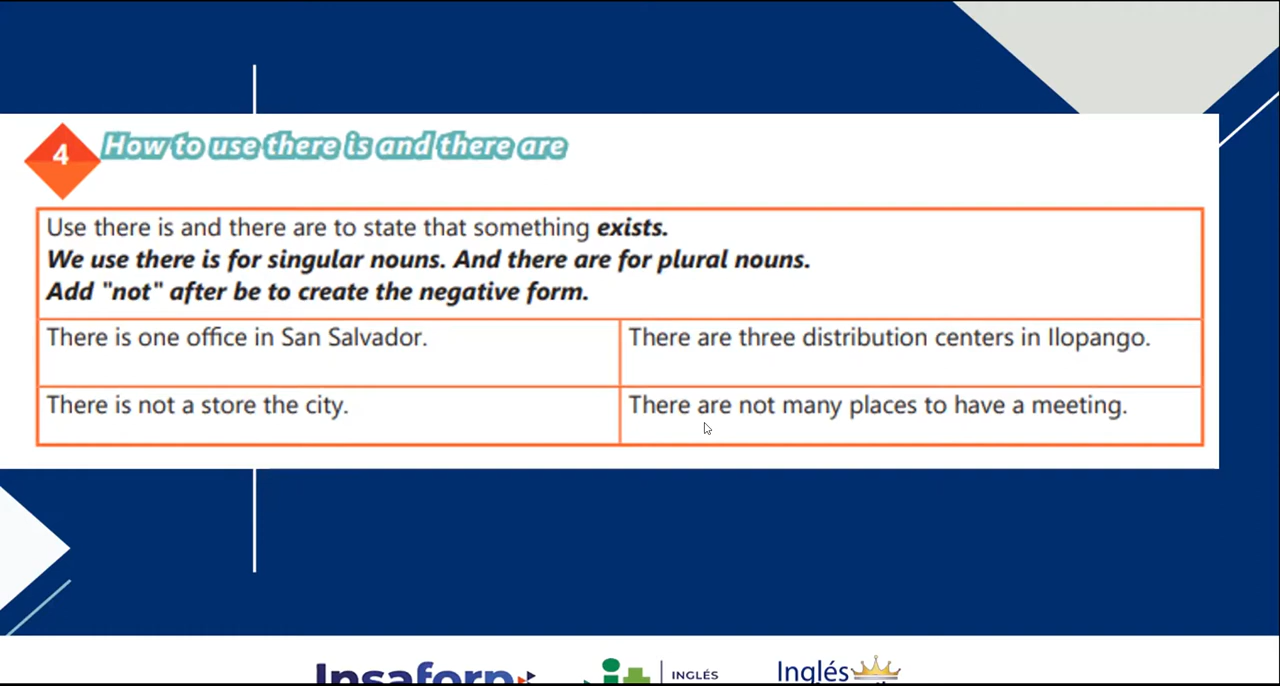 4
How to use there is and there are
Use there is and there are to state that something exists.
We use there is for singular nouns. And there are for plural nouns.
Add "not" after be to create the negative form.
There is one office in San Salvador.
There are three distribution centers in Ilopango.
There is not a store the city.
There are not many places to have a meeting.
Insaforp
INGLÉS
Inglés